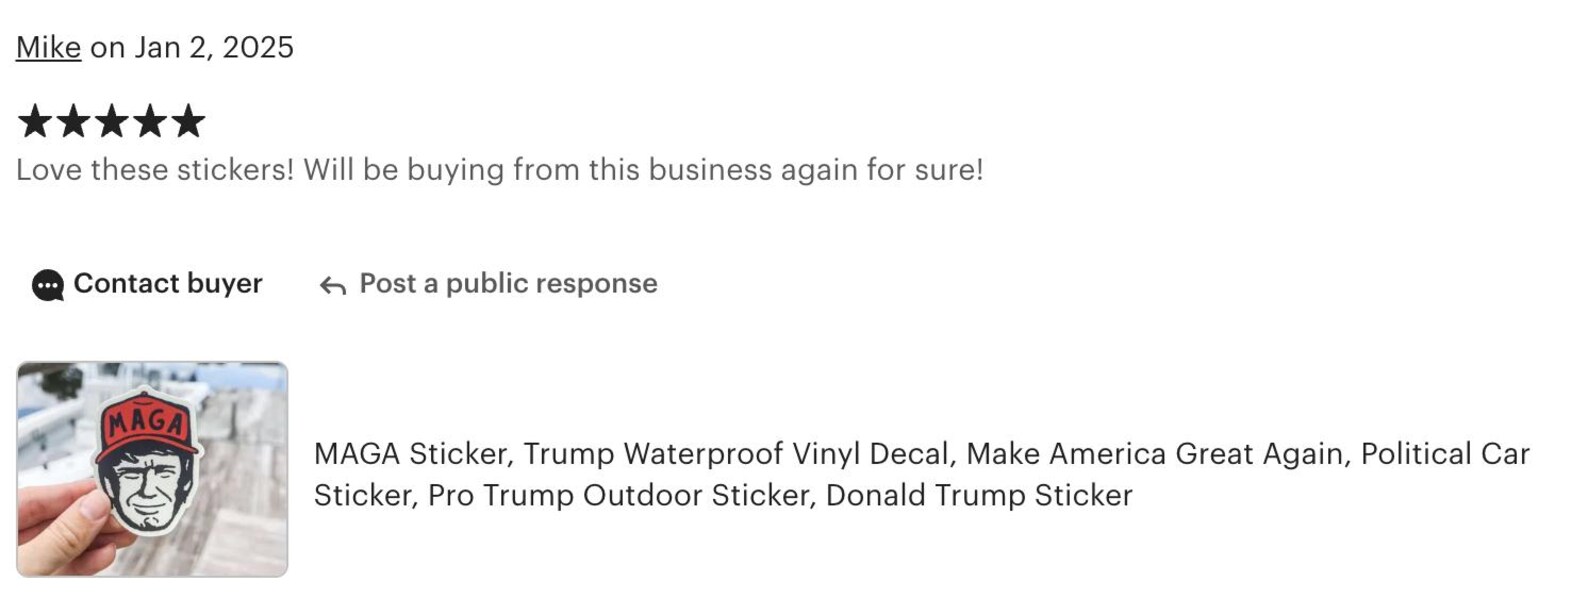 Mike on Jan 2, 2025
Love these stickers! Will be buying from this business again for sure!
Contact buyer
Post a public response
MAGA
MAGA Sticker, Trump Waterproof Vinyl Decal, Make America Great Again, Political Car
Sticker, Pro Trump Outdoor Sticker, Donald Trump Sticker